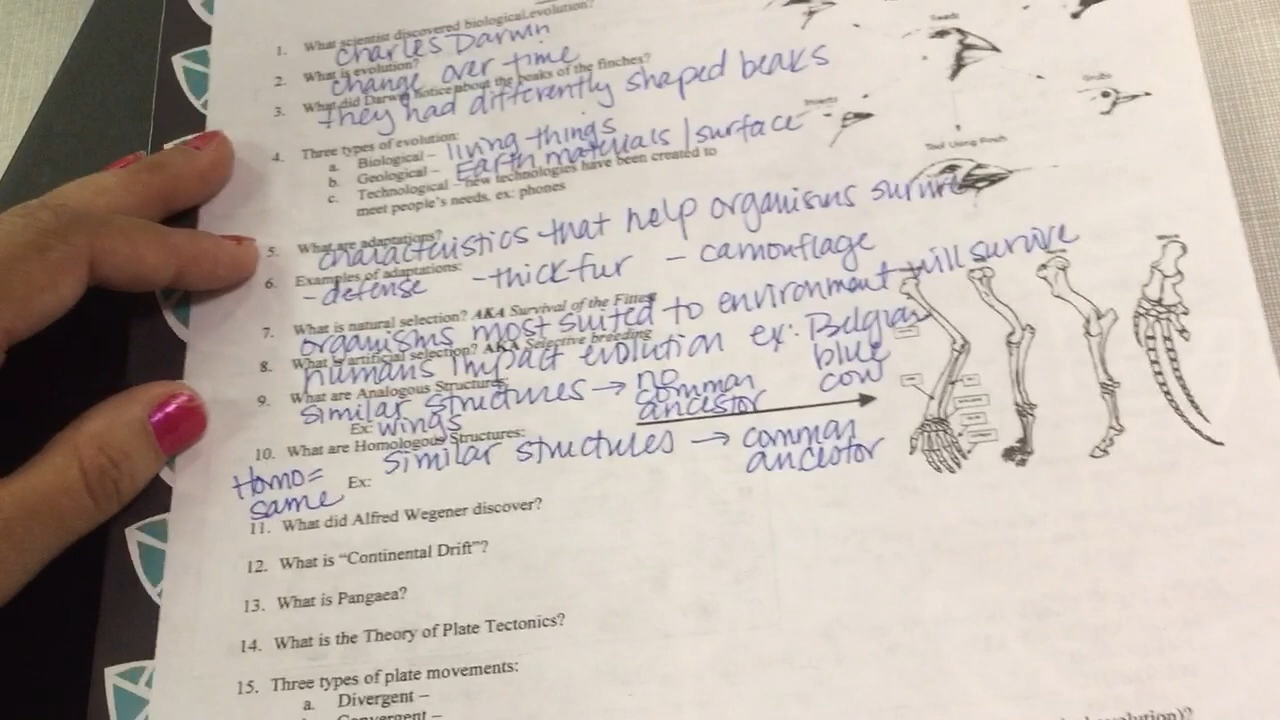 1. What scientist discovered biological evolution?
Charles Darwin
2. What is evolution?
change over time
3. What did Darwin notice about the beaks of the finches?
They had differently shaped beaks
4. Three types of evolution:
a. Biological – living things
b. Geological – Earth materials / surface
c. Technological – new technologies have been created to
meet people's needs. ex: phones
5. What are adaptations?
characteristics that help organisms survive
6. Examples of adaptations:
- defense - thick fur - camouflage
7. What is natural selection? AKA Survival of the Fittest
organisms most suited to environment will survive
8. What is artificial selection? AKA Selective breeding
humans impact evolution ex: Belgian
blue
cow
9. What are Analogous Structures:
similar structures → no
common
ancestor
Ex: wings
10. What are Homologous Structures:
similar structures → common
ancestor
Homo=
same
Ex:
11. What did Alfred Wegener discover?
12. What is "Continental Drift"?
13. What is Pangaea?
14. What is the Theory of Plate Tectonics?
15. Three types of plate movements:
a. Divergent –
Convergent –
Seeds
Grubs
Insects
Tool Using Finch